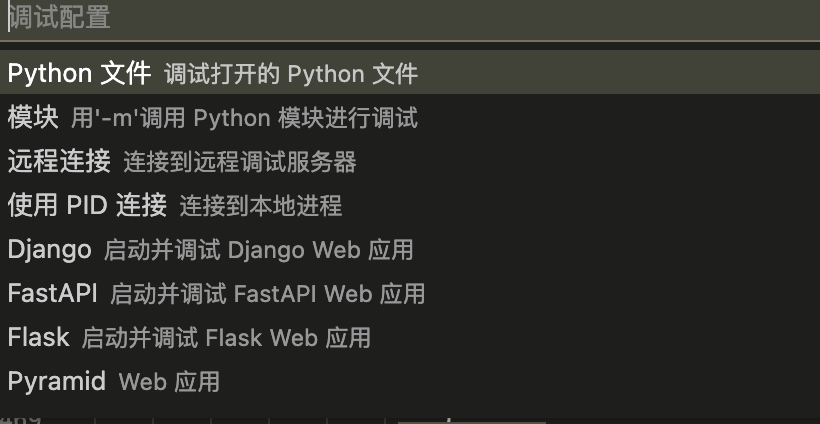 调试配置
Python 文件 调试打开的 Python 文件
模块 用'-m'调用 Python 模块进行调试
远程连接 连接到远程调试服务器
使用 PID 连接 连接到本地进程
Django 启动并调试 Django Web 应用
FastAPI 启动并调试 FastAPI Web 应用
Flask 启动并调试 Flask Web 应用
Pyramid Web 应用